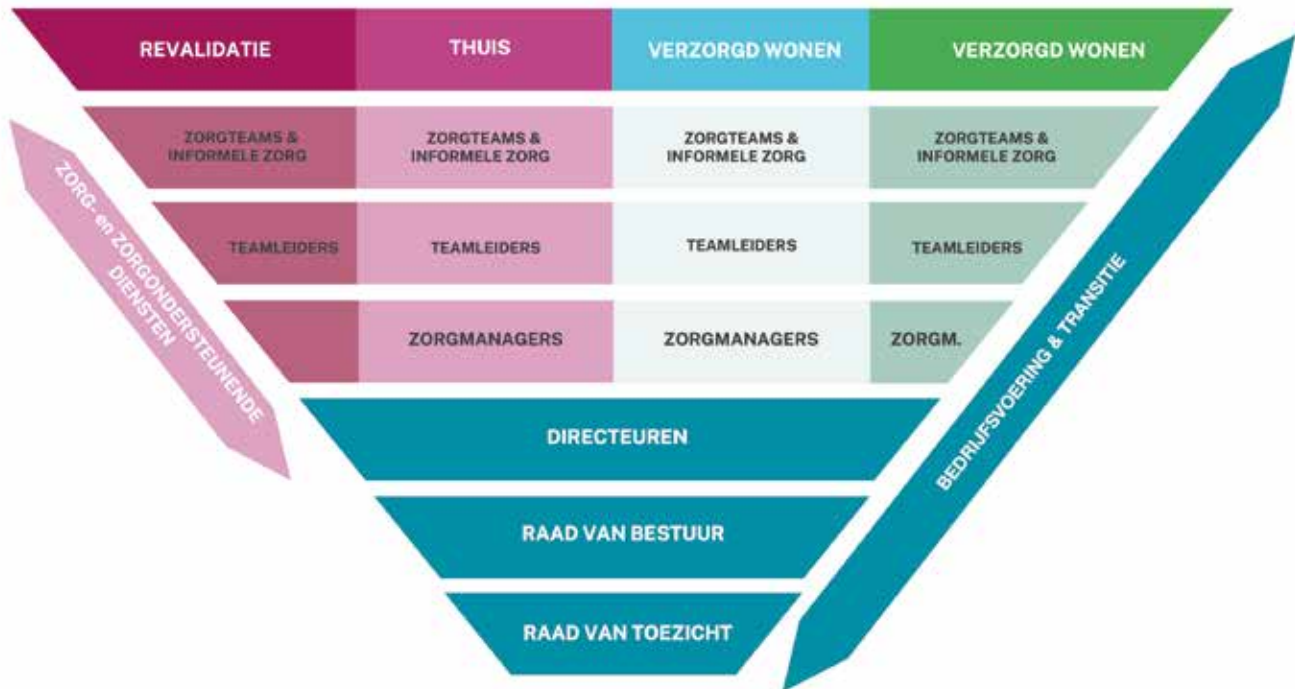 REVALIDATIE
THUIS
VERZORGD WONEN
VERZORGD WONEN
ZORGTEAMS &
INFORMELE ZORG
ZORGTEAMS &
INFORMELE ZORG
ZORGTEAMS &
INFORMELE ZORG
ZORGTEAMS &
INFORMELE ZORG
TEAMLEIDERS
TEAMLEIDERS
TEAMLEIDERS
TEAMLEIDERS
ZORGMANAGERS
ZORGMANAGERS
ZORGM.
DIRECTEUREN
RAAD VAN BESTUUR
RAAD VAN TOEZICHT
ZORG- en ZORGONDERSTEUNENDE
DIENSTEN
BEDRIJFSVOERING & TRANSITIE